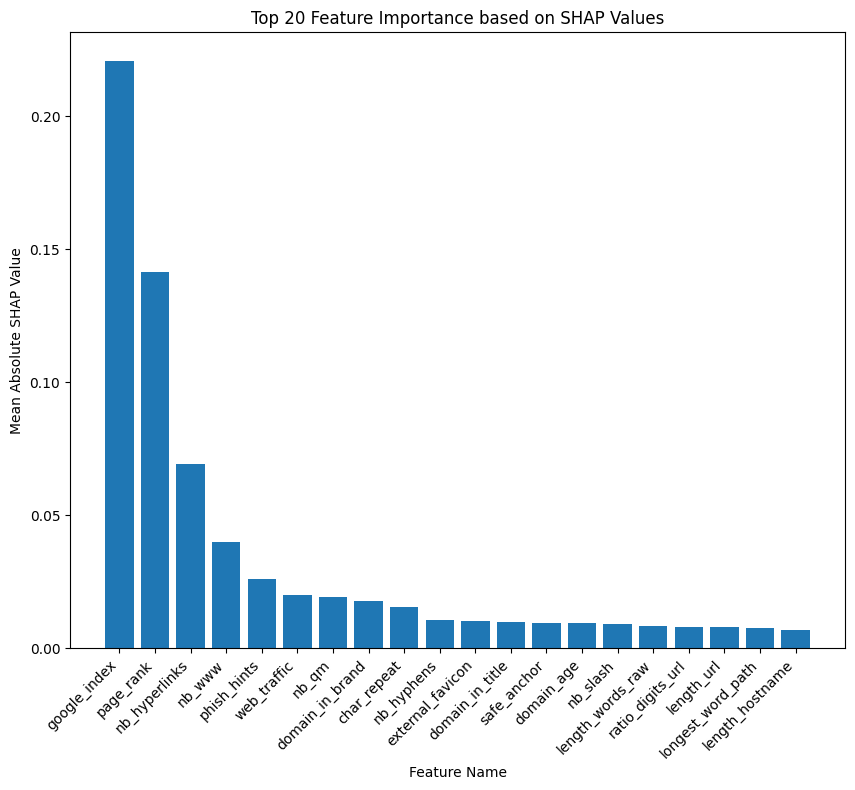 Top 20 Feature Importance based on SHAP Values
Mean Absolute SHAP Value
0.20
0.15
0.10
0.05
0.00
google_index
page_rank
nb_hyperlinks
nb_www
phish_hints
web_traffic
nb_qm
domain_in_brand
char_repeat
nb_hyphens
external_favicon
domain_in_title
safe_anchor
domain_age
nb_slash
length_words_raw
ratio_digits_url
length_url
longest_word_path
length_hostname
Feature Name